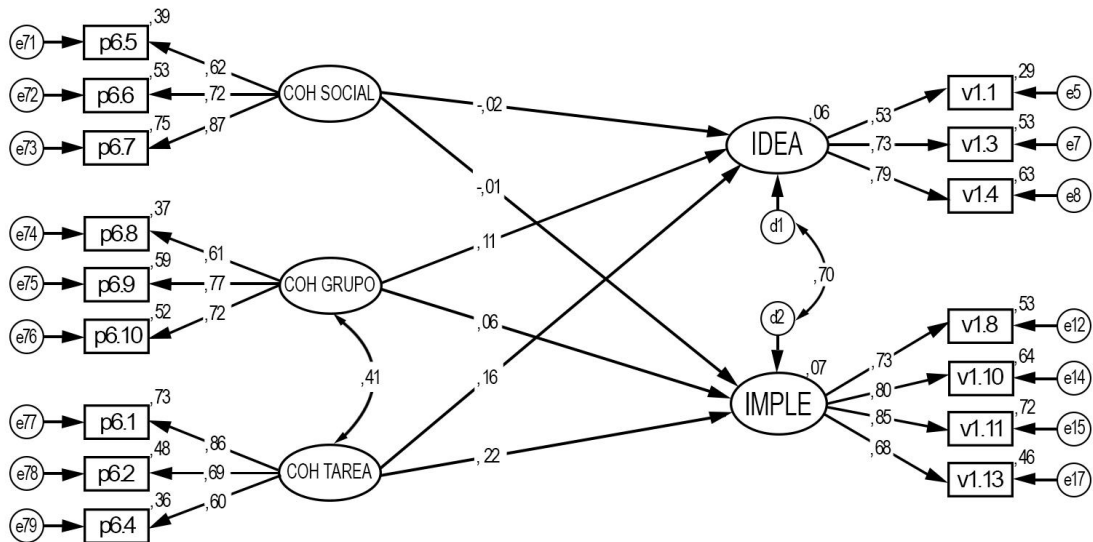 ,39
e71
p6.5
,62
,53
e72
p6.6
,72
COH SOCIAL
,75
e73
p6.7
,87
-,02
-,01
,37
e74
p6.8
,61
,59
e75
p6.9
,77
COH GRUPO
,52
e76
p6.10
,72
,11
,06
,41
,73
e77
p6.1
,86
,48
e78
p6.2
,69
COH TAREA
,36
e79
p6.4
,60
,16
,22
,06
IDEA
d1
,70
d2
,07
IMPLE
,53
,29
v1.1
e5
,73
,53
v1.3
e7
,79
,63
v1.4
e8
,73
,53
v1.8
e12
,80
,64
v1.10
e14
,85
,72
v1.11
e15
,68
,46
v1.13
e17